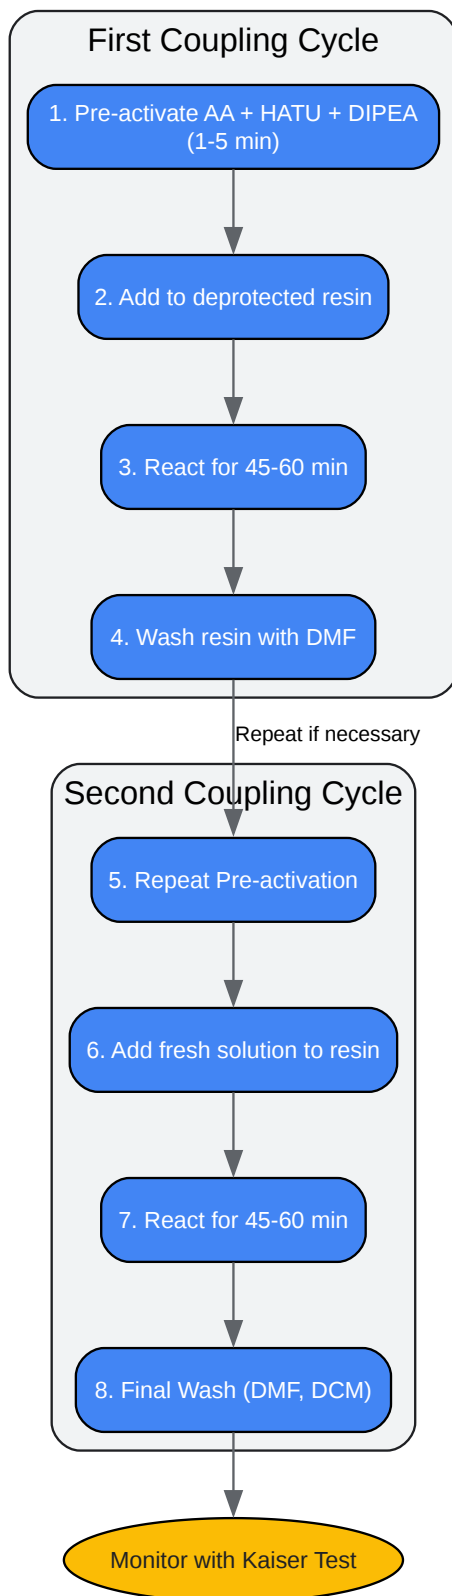 First Coupling Cycle
1. Pre-activate AA + HATU + DIPEA
(1-5 min)
2. Add to deprotected resin
3. React for 45-60 min
4. Wash resin with DMF
Repeat if necessary
Second Coupling Cycle
5. Repeat Pre-activation
6. Add fresh solution to resin
7. React for 45-60 min
8. Final Wash (DMF, DCM)
Monitor with Kaiser Test